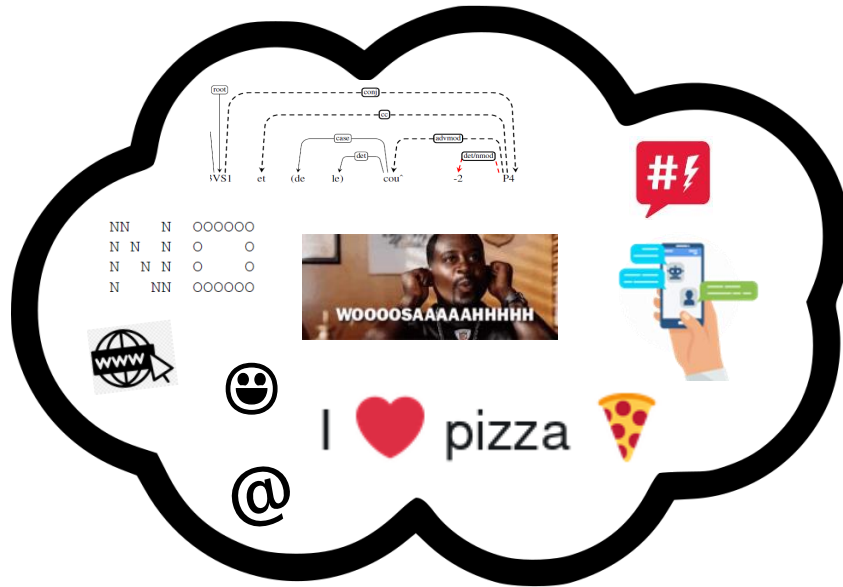 root conj
cc
case advmod
det det/nmod
VS1 et (de le) cou -2 P4
#
NN   N  OOOOOO
N N  N  O    O
N  N N  O    O
N   NN  OOOOOO
WOOOOSAAAAAHHHHH
WWW
I ❤️ pizza 🍕
@